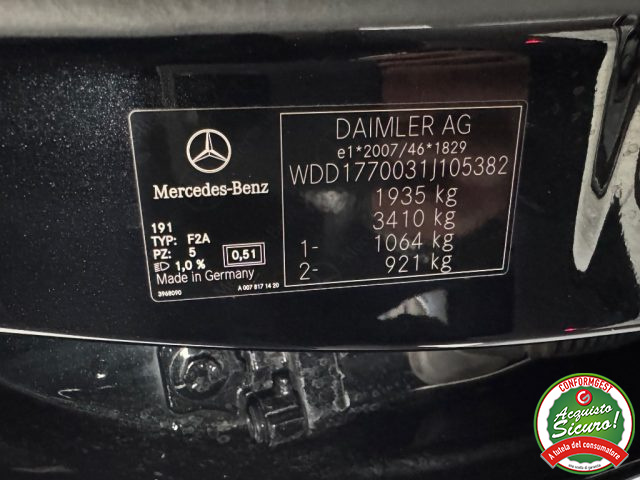 Mercedes-Benz
191
TYP: F2A
PZ: 5
1,0 %
0,51
Made in Germany
3968090
A 007 817 14 20
DAIMLER AG
e1*2007/46*1829
WDD1770031J105382
1935 kg
3410 kg
1- 1064 kg
2- 921 kg
CONFORMGEST
Acquisto
Sicuro!
A tutela del consumatore